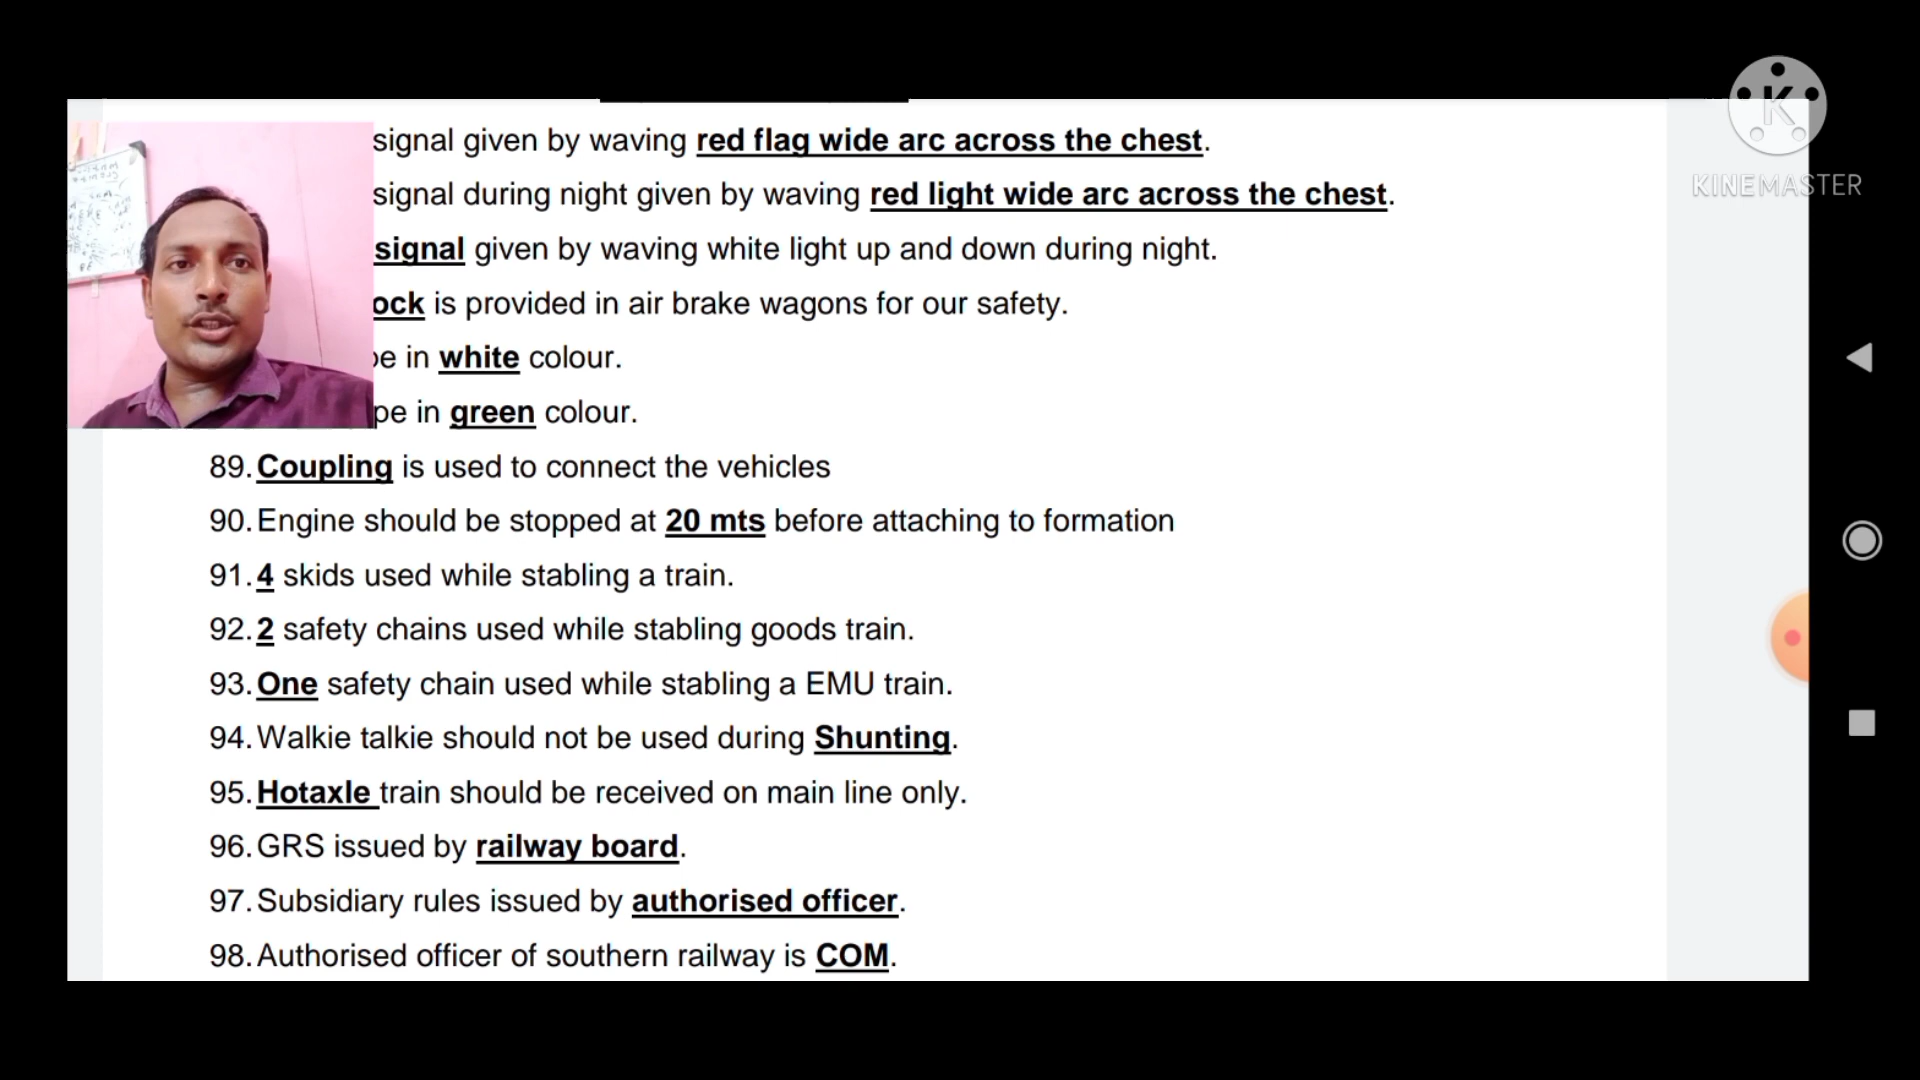 signal given by waving red flag wide arc across the chest.
signal during night given by waving red light wide arc across the chest.
signal given by waving white light up and down during night.
ock is provided in air brake wagons for our safety.
pe in white colour.
pe in green colour.
89.Coupling is used to connect the vehicles
90.Engine should be stopped at 20 mts before attaching to formation
91.4 skids used while stabling a train.
92.2 safety chains used while stabling goods train.
93.One safety chain used while stabling a EMU train.
94.Walkie talkie should not be used during Shunting.
95.Hotaxle train should be received on main line only.
96.GRS issued by railway board.
97.Subsidiary rules issued by authorised officer.
98.Authorised officer of southern railway is COM.
K
KINEMASTER